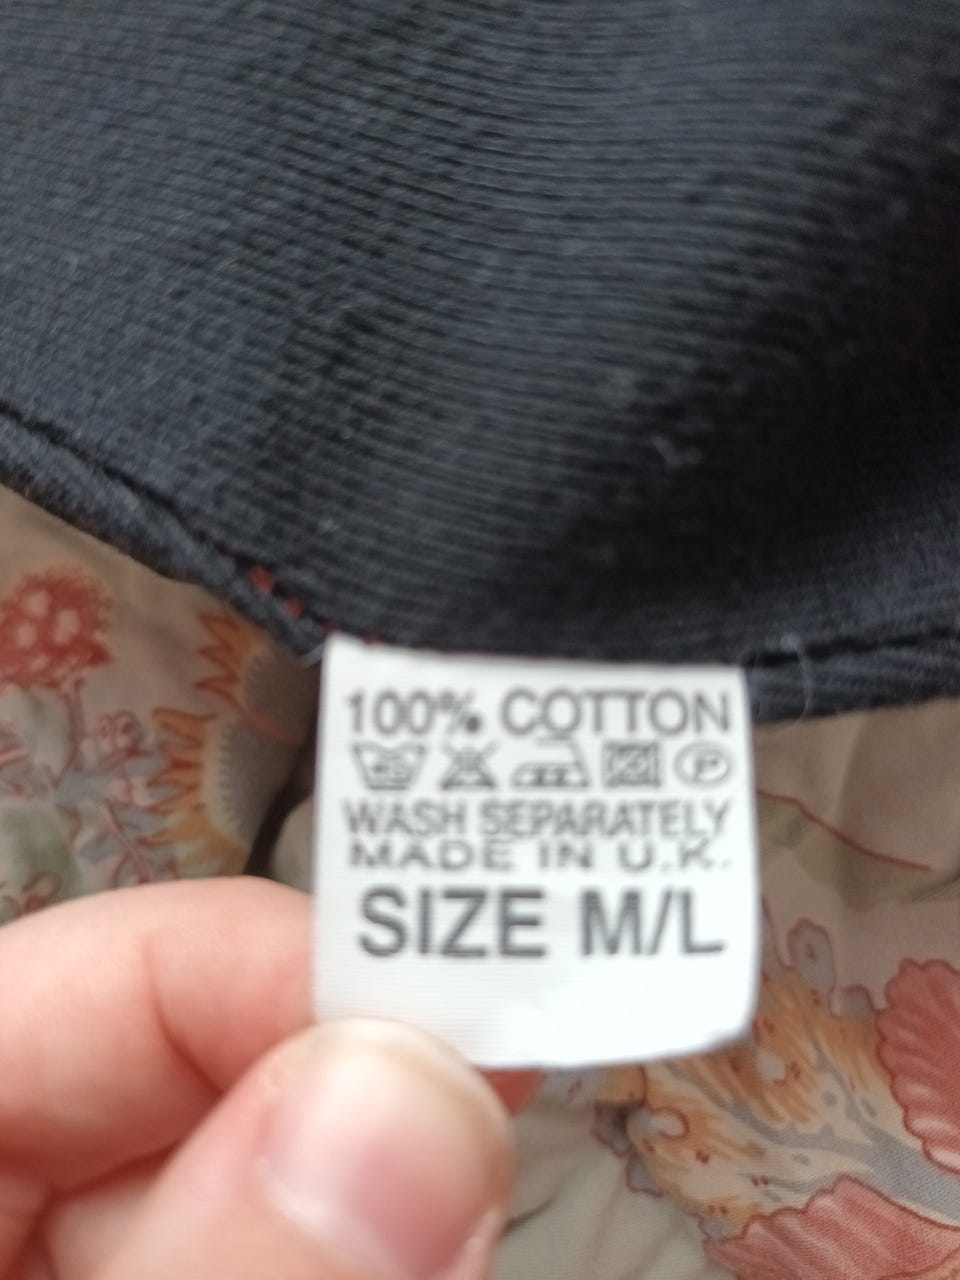 100% COTTON
P
WASH SEPARATELY
MADE IN U.K.
SIZE M/L